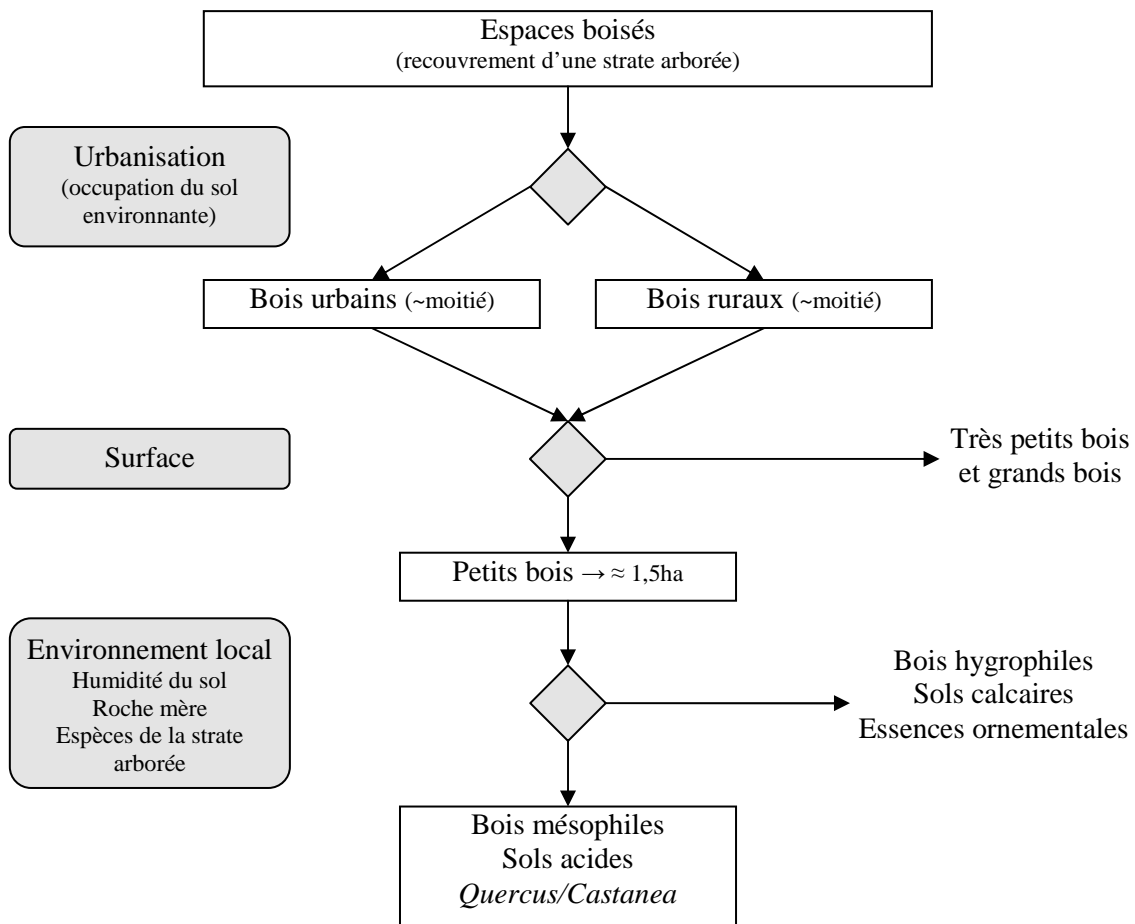 Espaces boisés
(recouvrement d’une strate arborée)
Urbanisation
(occupation du sol
environnante)
Bois urbains (~moitié)
Bois ruraux (~moitié)
Surface
Très petits bois
et grands bois
Petits bois → ≈ 1,5ha
Environnement local
Humidité du sol
Roche mère
Espèces de la strate
arborée
Bois hygrophiles
Sols calcaires
Essences ornementales
Bois mésophiles
Sols acides
Quercus/Castanea